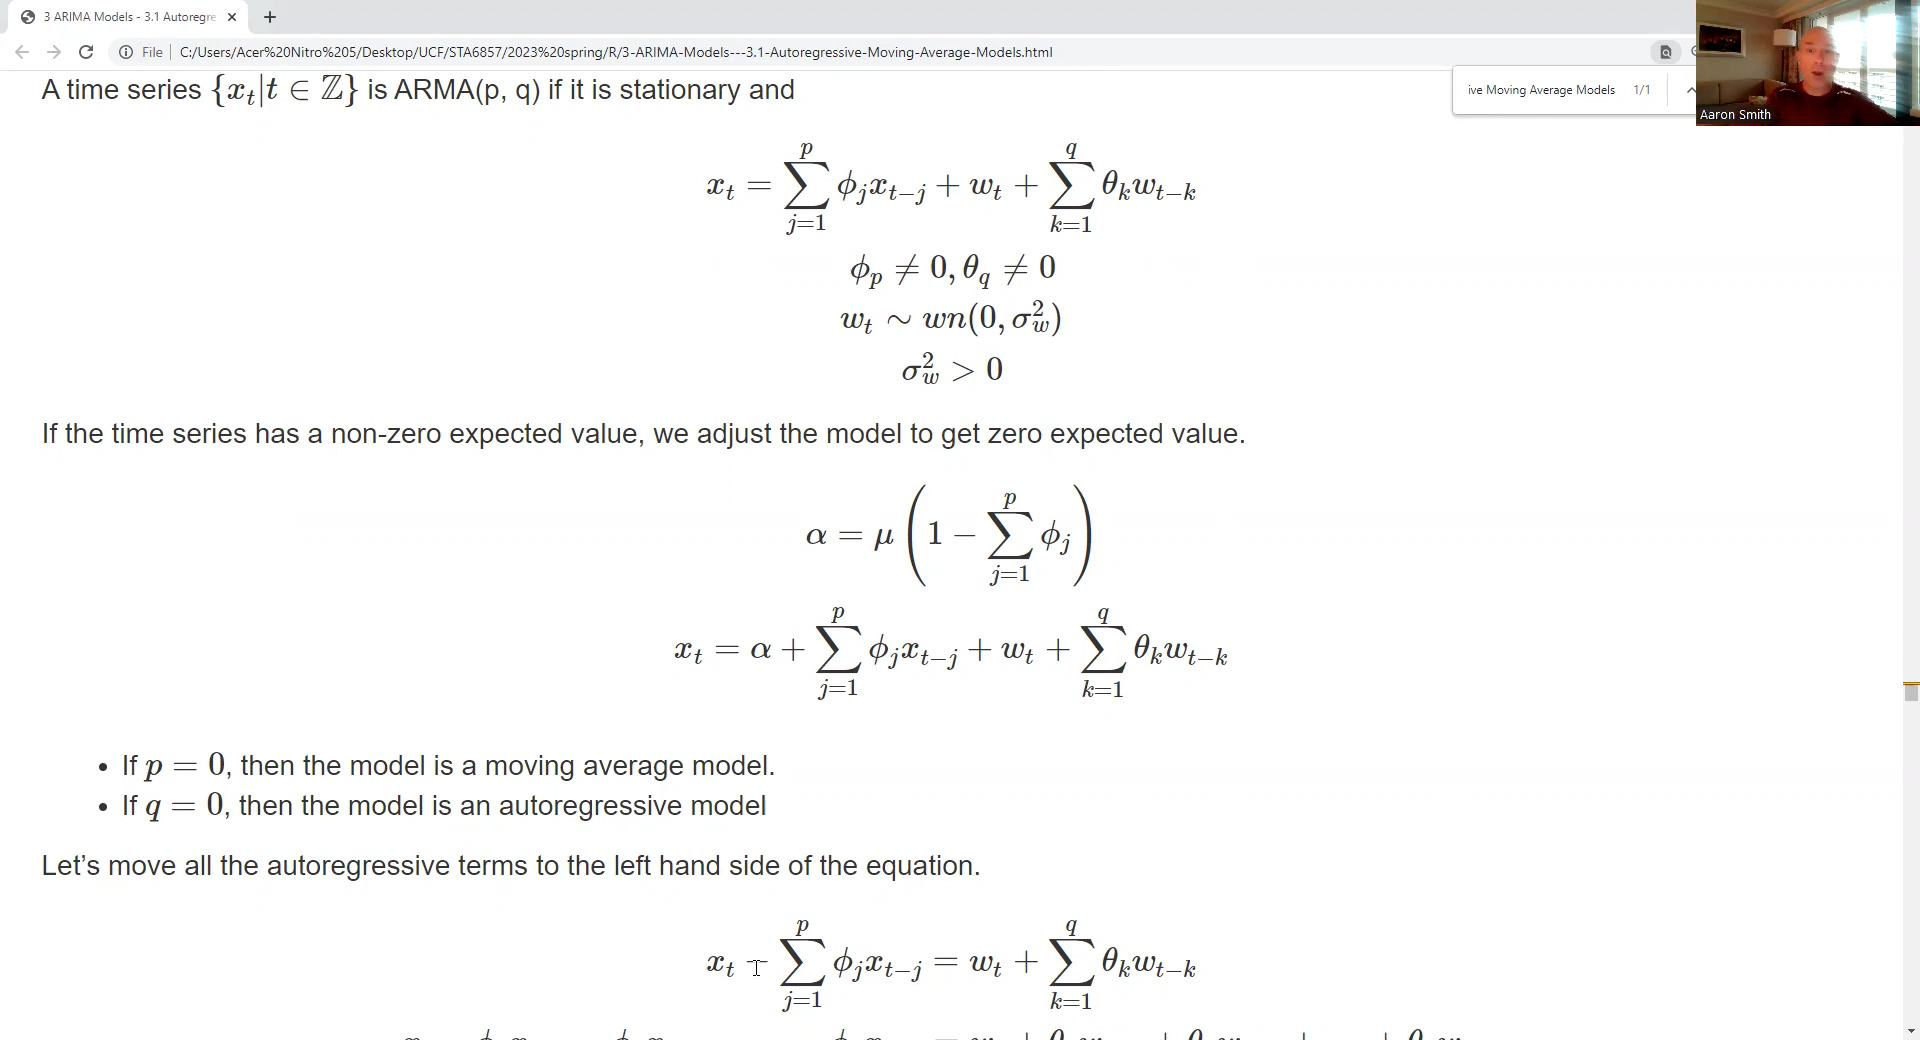 3 ARIMA Models - 3.1 Autoregre
File
C:/Users/Acer%20Nitro%205/Desktop/UCF/STA6857/2023%20spring/R/3-ARIMA-Models---3.1-Autoregressive-Moving-Average-Models.html
ive Moving Average Models 1/1
Aaron Smith
A time series {x_t|t ∈ ℤ} is ARMA(p, q) if it is stationary and
x_t = ∑_{j=1}^{p} ϕ_j x_{t−j} + w_t + ∑_{k=1}^{q} θ_k w_{t−k}
ϕ_p ≠ 0, θ_q ≠ 0
w_t ∼ wn(0, σ_w^2)
σ_w^2 > 0
If the time series has a non-zero expected value, we adjust the model to get zero expected value.
α = μ (1 − ∑_{j=1}^{p} ϕ_j)
x_t = α + ∑_{j=1}^{p} ϕ_j x_{t−j} + w_t + ∑_{k=1}^{q} θ_k w_{t−k}
• If p = 0, then the model is a moving average model.
• If q = 0, then the model is an autoregressive model
Let’s move all the autoregressive terms to the left hand side of the equation.
x_t − ∑_{j=1}^{p} ϕ_j x_{t−j} = w_t + ∑_{k=1}^{q} θ_k w_{t−k}